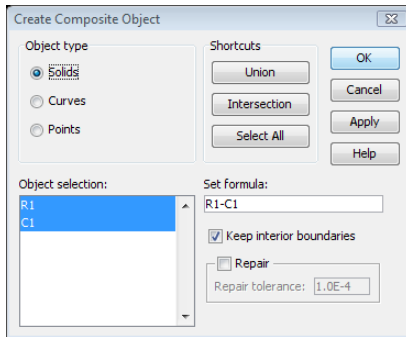 Create Composite Object
Object type
Solids
Curves
Points
Shortcuts
Union
Intersection
Select All
OK
Cancel
Apply
Help
Object selection:
R1
C1
Set formula:
R1-C1
Keep interior boundaries
Repair
Repair tolerance: 1.0E-4